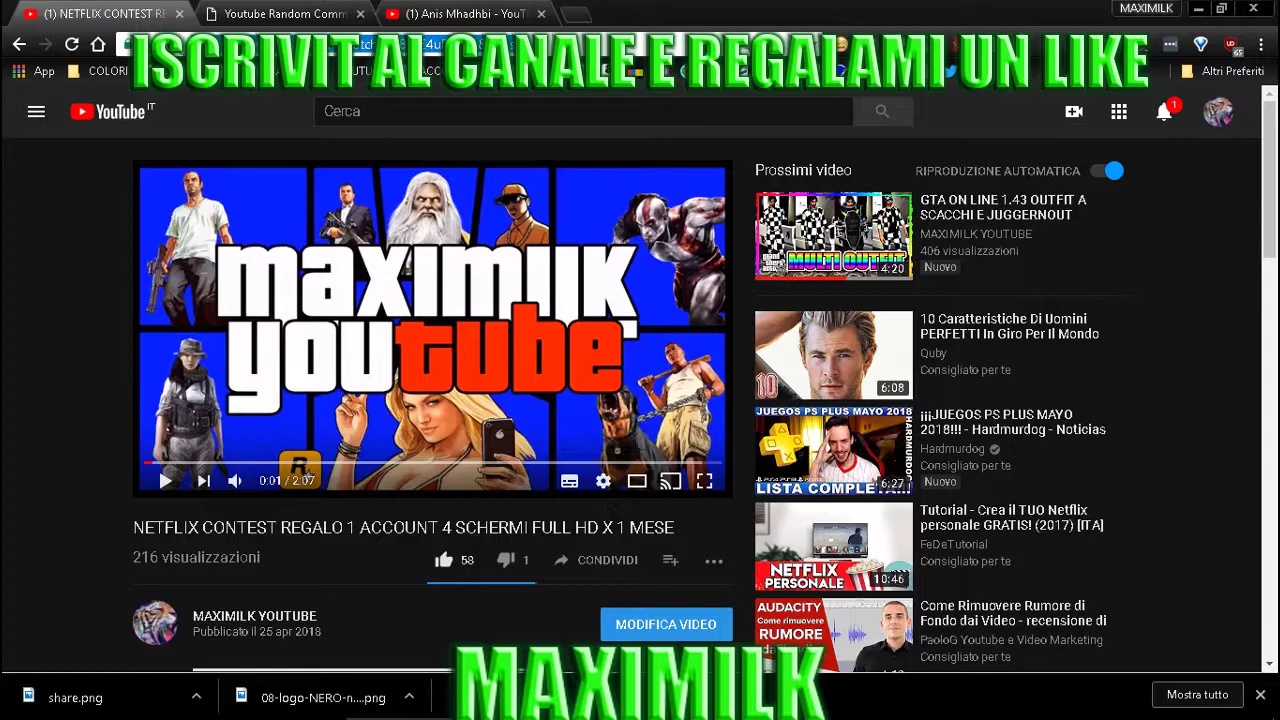 (1) NETFLIX CONTEST RE
Youtube Random Comm
(1) Anis Mhadhbi - YouT
MAXIMILK
App
COLORI
Altri Preferiti
ISCRIVIT AL CANALE E REGALAMI UN LIKE
YouTube IT
Cerca
1
maximilk
youtube
R
0:01 / 2:07
NETFLIX CONTEST REGALO 1 ACCOUNT 4 SCHERMI FULL HD X 1 MESE
216 visualizzazioni
58
1
CONDIVIDI
MAXIMILK YOUTUBE
Pubblicato il 25 apr 2018
MODIFICA VIDEO
Prossimi video
RIPRODUZIONE AUTOMATICA
MULTI OUTFIT
4:20
GTA ON LINE 1.43 OUTFIT A
SCACCHI E JUGGERNOUT
MAXIMILK YOUTUBE
406 visualizzazioni
Nuovo
10
6:08
10 Caratteristiche Di Uomini
PERFETTI In Giro Per Il Mondo
Quby
Consigliato per te
JUEGOS PS PLUS MAYO 2018
HARDMURDOG
LISTA COMPLETA
6:27
¡¡¡JUEGOS PS PLUS MAYO
2018!!! - Hardmurdog - Noticias
Hardmurdog
Consigliato per te
Nuovo
NETFLIX
PERSONALE
10:46
Tutorial - Crea il TUO Netflix
personale GRATIS! (2017) [ITA]
FeDeTutorial
Consigliato per te
AUDACITY
Come rimuovere
RUMORE
Come Rimuovere Rumore di
Fondo dai Video - recensione di
PaoloG Youtube e Video Marketing
Consigliato per te
MAXIMILK
share.png
08-logo-NERO-n....png
Mostra tutto